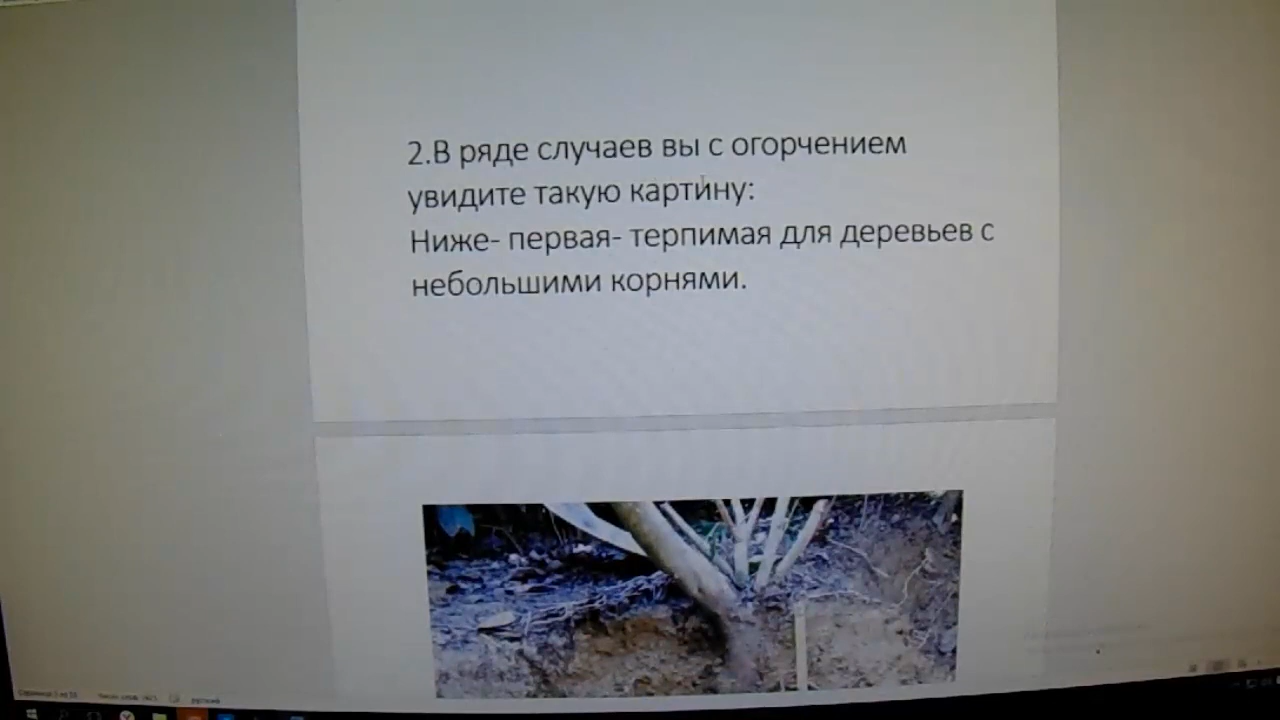 2.В ряде случаев вы с огорчением
увидите такую картину:
Ниже- первая- терпимая для деревьев с
небольшими корнями.